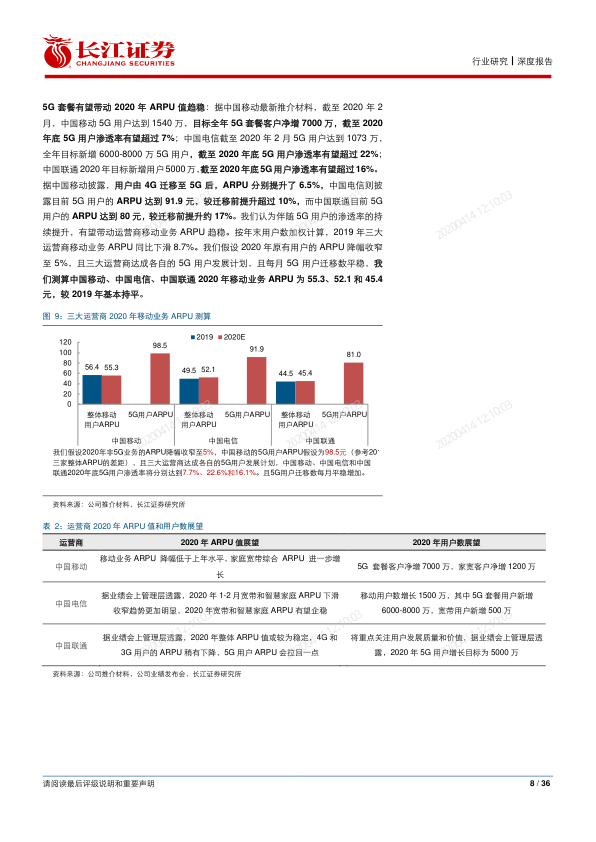 长江证券
CHANGJIANG SECURITIES
行业研究┃深度报告
5G 套餐有望带动 2020 年 ARPU 值趋稳：据中国移动最新推介材料，截至 2020 年 2
月，中国移动 5G 用户达到 1540 万，目标全年 5G 套餐客户净增 7000 万，截至 2020
年底 5G 用户渗透率有望超过 7%；中国电信截至 2020 年 2 月 5G 用户达到 1073 万，
全年目标新增 6000-8000 万 5G 用户，截至 2020 年底 5G 用户渗透率有望超过 22%；
中国联通 2020 年目标新增用户 5000 万，截至 2020 年底 5G 用户渗透率有望超过 16%。
据中国移动披露，用户由 4G 迁移至 5G 后，ARPU 分别提升了 6.5%，中国电信则披
露目前 5G 用户的 ARPU 达到 91.9 元，较迁移前提升超过 10%，而中国联通目前 5G
用户的 ARPU 达到 80 元，较迁移前提升约 17%。我们认为伴随 5G 用户的渗透率的持
续提升，有望带动运营商移动业务 ARPU 趋稳。按年末用户数加权计算，2019 年三大
运营商移动业务 ARPU 同比下滑 8.7%。我们假设 2020 年原有用户的 ARPU 降幅收窄
至 5%，且三大运营商达成各自的 5G 用户发展计划，且每月 5G 用户迁移数平稳，我
们测算中国移动、中国电信、中国联通 2020 年移动业务 ARPU 为 55.3、52.1 和 45.4
元，较 2019 年基本持平。
图 9：三大运营商 2020 年移动业务 ARPU 测算
2019 2020E
120
100
80
60
40
20
0
56.4 55.3 98.5 49.5 52.1 91.9 44.5 45.4 81.0
整体移动 5G用户ARPU 整体移动 5G用户ARPU 整体移动 5G用户ARPU
用户ARPU 用户ARPU 用户ARPU
中国移动 中国电信 中国联通
我们假设2020年非5G业务的ARPU降幅收窄至5%，中国移动的5G用户ARPU假设为98.5元（参考20
三家整体ARPU的差距），且三大运营商达成各自的5G用户发展计划，中国移动、中国电信和中国
联通2020年底5G用户渗透率将分别达到7.7%、22.6%和16.1%。且5G用户迁移数每月平稳增加。
资料来源：公司推介材料，长江证券研究所
表 2：运营商 2020 年 ARPU 值和用户数展望
运营商 2020 年 ARPU 值展望 2020 年用户数展望
中国移动 移动业务 ARPU 降幅低于上年水平，家庭宽带综合 ARPU 进一步增
长 5G 套餐客户净增 7000 万，家宽客户净增 1200 万
中国电信 据业绩会上管理层透露，2020 年 1-2 月宽带和智慧家庭 ARPU 下滑
收窄趋势更加明显，2020 年宽带和智慧家庭 ARPU 有望企稳
移动用户数增长 1500 万，其中 5G 套餐用户新增
6000-8000 万，宽带用户新增 500 万
中国联通 据业绩会上管理层透露，2020 年整体 ARPU 值或较为稳定，4G 和
3G 用户的 ARPU 稍有下降，5G 用户 ARPU 会拉回一点
将重点关注用户发展质量和价值，据业绩会上管理层透
露，2020 年 5G 用户增长目标为 5000 万
资料来源：公司推介材料，公司业绩发布会，长江证券研究所
请阅读最后评级说明和重要声明
8 / 36
20200414 12:10:03
20200414 12:10:03
20200414 12:10:03
20200414 12:10:03
20200414 12:10:03
20200414 12:10:03
20200414 12:10:03